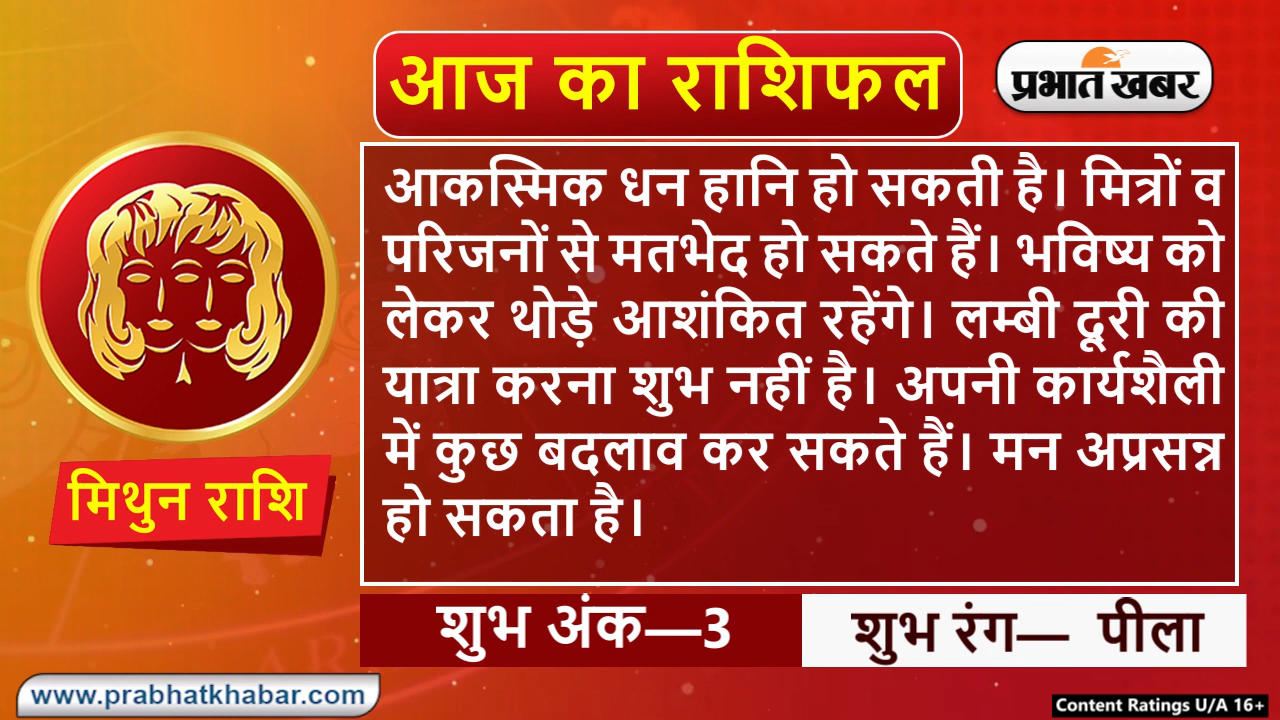 आज का राशिफल
प्रभात खबर
आकस्मिक धन हानि हो सकती है। मित्रों व
परिजनों से मतभेद हो सकते हैं। भविष्य को
लेकर थोड़े आशंकित रहेंगे। लम्बी दूरी की
यात्रा करना शुभ नहीं है। अपनी कार्यशैली
में कुछ बदलाव कर सकते हैं। मन अप्रसन्न
हो सकता है।
मिथुन राशि
शुभ अंक—3
शुभ रंग— पीला
www.prabhatkhabar.com
Content Ratings U/A 16+